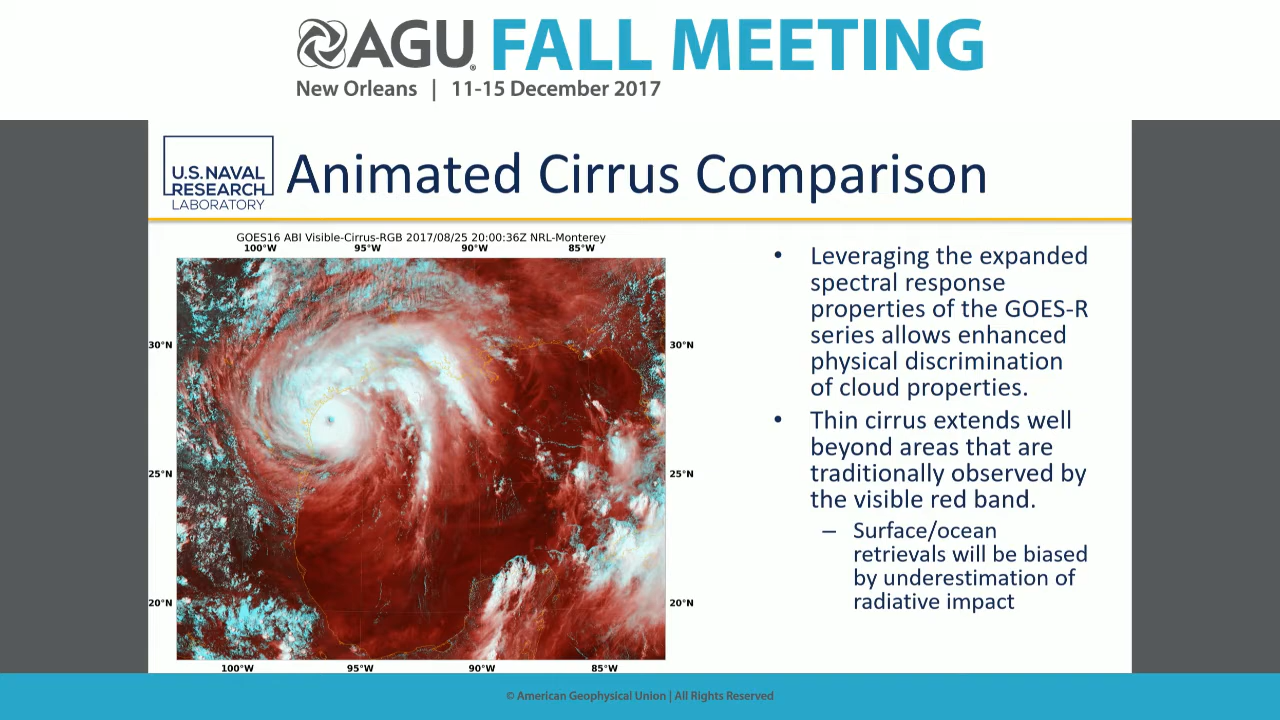 AGU FALL MEETING
New Orleans | 11-15 December 2017
U.S. NAVAL
RESEARCH
LABORATORY
Animated Cirrus Comparison
GOES16 ABI Visible-Cirrus-RGB 2017/08/25 20:00:36Z NRL-Monterey
100°W 95°W 90°W 85°W
30°N 30°N
25°N 25°N
20°N 20°N
100°W 95°W 90°W 85°W
• Leveraging the expanded
spectral response
properties of the GOES-R
series allows enhanced
physical discrimination
of cloud properties.
• Thin cirrus extends well
beyond areas that are
traditionally observed by
the visible red band.
– Surface/ocean
retrievals will be biased
by underestimation of
radiative impact
© American Geophysical Union | All Rights Reserved